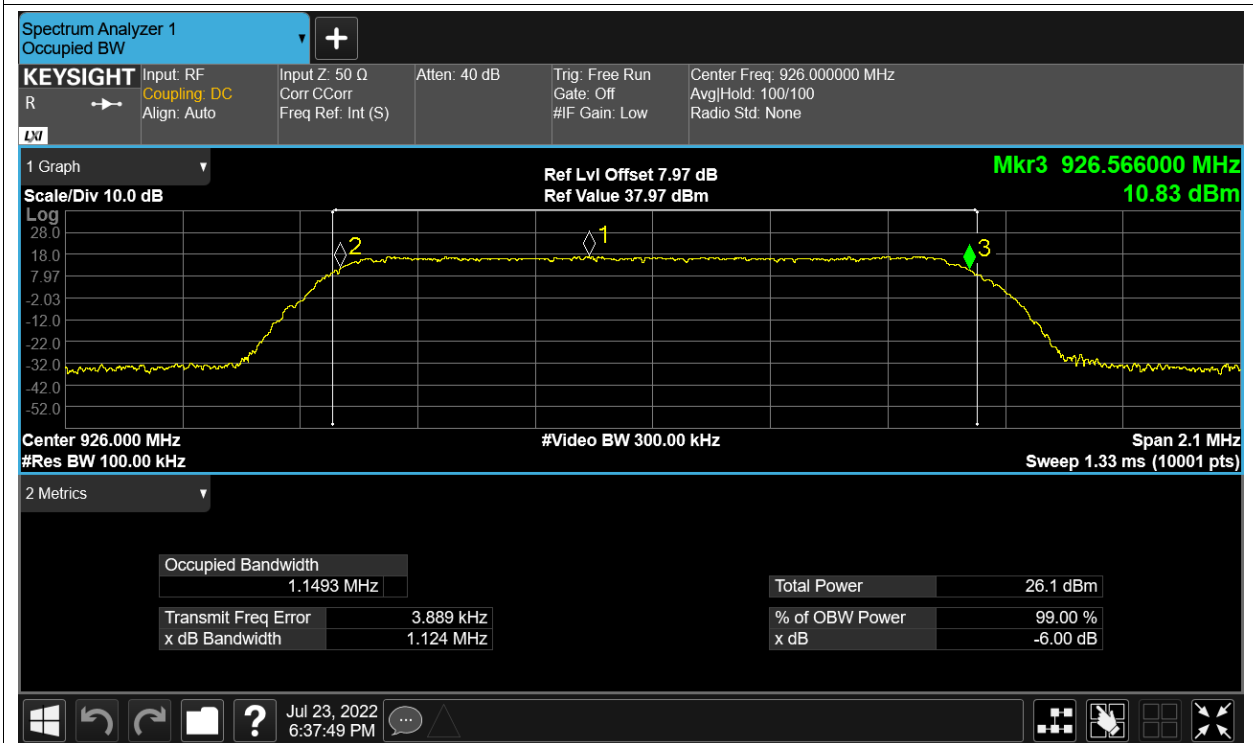 Spectrum Analyzer 1
Occupied BW
KEYSIGHT
R
LXI
Input: RF
Coupling: DC
Align: Auto
Input Z: 50 Ω
Corr CCorr
Freq Ref: Int (S)
Atten: 40 dB
Trig: Free Run
Gate: Off
#IF Gain: Low
Center Freq: 926.000000 MHz
Avg|Hold: 100/100
Radio Std: None
1 Graph
Scale/Div 10.0 dB
Ref Lvl Offset 7.97 dB
Ref Value 37.97 dBm
Mkr3 926.566000 MHz
10.83 dBm
Log
28.0
18.0
7.97
-2.03
-12.0
-22.0
-32.0
-42.0
-52.0
2
1
3
Center 926.000 MHz
#Res BW 100.00 kHz
#Video BW 300.00 kHz
Span 2.1 MHz
Sweep 1.33 ms (10001 pts)
2 Metrics
Occupied Bandwidth
1.1493 MHz
Transmit Freq Error 3.889 kHz
x dB Bandwidth 1.124 MHz
Total Power 26.1 dBm
% of OBW Power 99.00 %
x dB -6.00 dB
Jul 23, 2022
6:37:49 PM